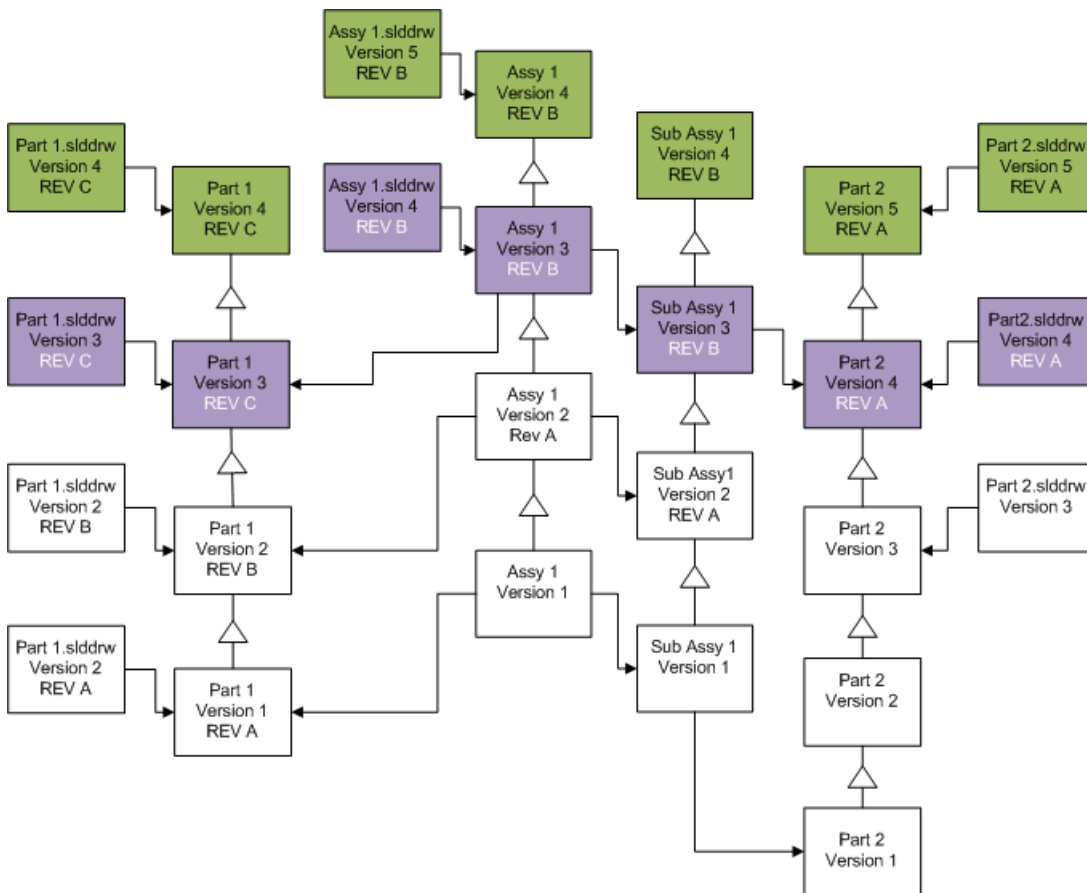 Assy 1.slddrw
Version 5
REV B
Assy 1
Version 4
REV B
Part 1.slddrw
Version 4
REV C
Part 1
Version 4
REV C
Assy 1.slddrw
Version 4
REV B
Assy 1
Version 3
REV B
Sub Assy 1
Version 4
REV B
Part 2
Version 5
REV A
Part 2.slddrw
Version 5
REV A
Part 1.slddrw
Version 3
REV C
Part 1
Version 3
REV C
Sub Assy 1
Version 3
REV B
Part 2
Version 4
REV A
Part2.slddrw
Version 4
REV A
Assy 1
Version 2
Rev A
Part 1.slddrw
Version 2
REV B
Part 1
Version 2
REV B
Sub Assy1
Version 2
REV A
Part 2
Version 3
Part 2.slddrw
Version 3
Assy 1
Version 1
Part 1.slddrw
Version 2
REV A
Part 1
Version 1
REV A
Sub Assy 1
Version 1
Part 2
Version 2
Part 2
Version 1